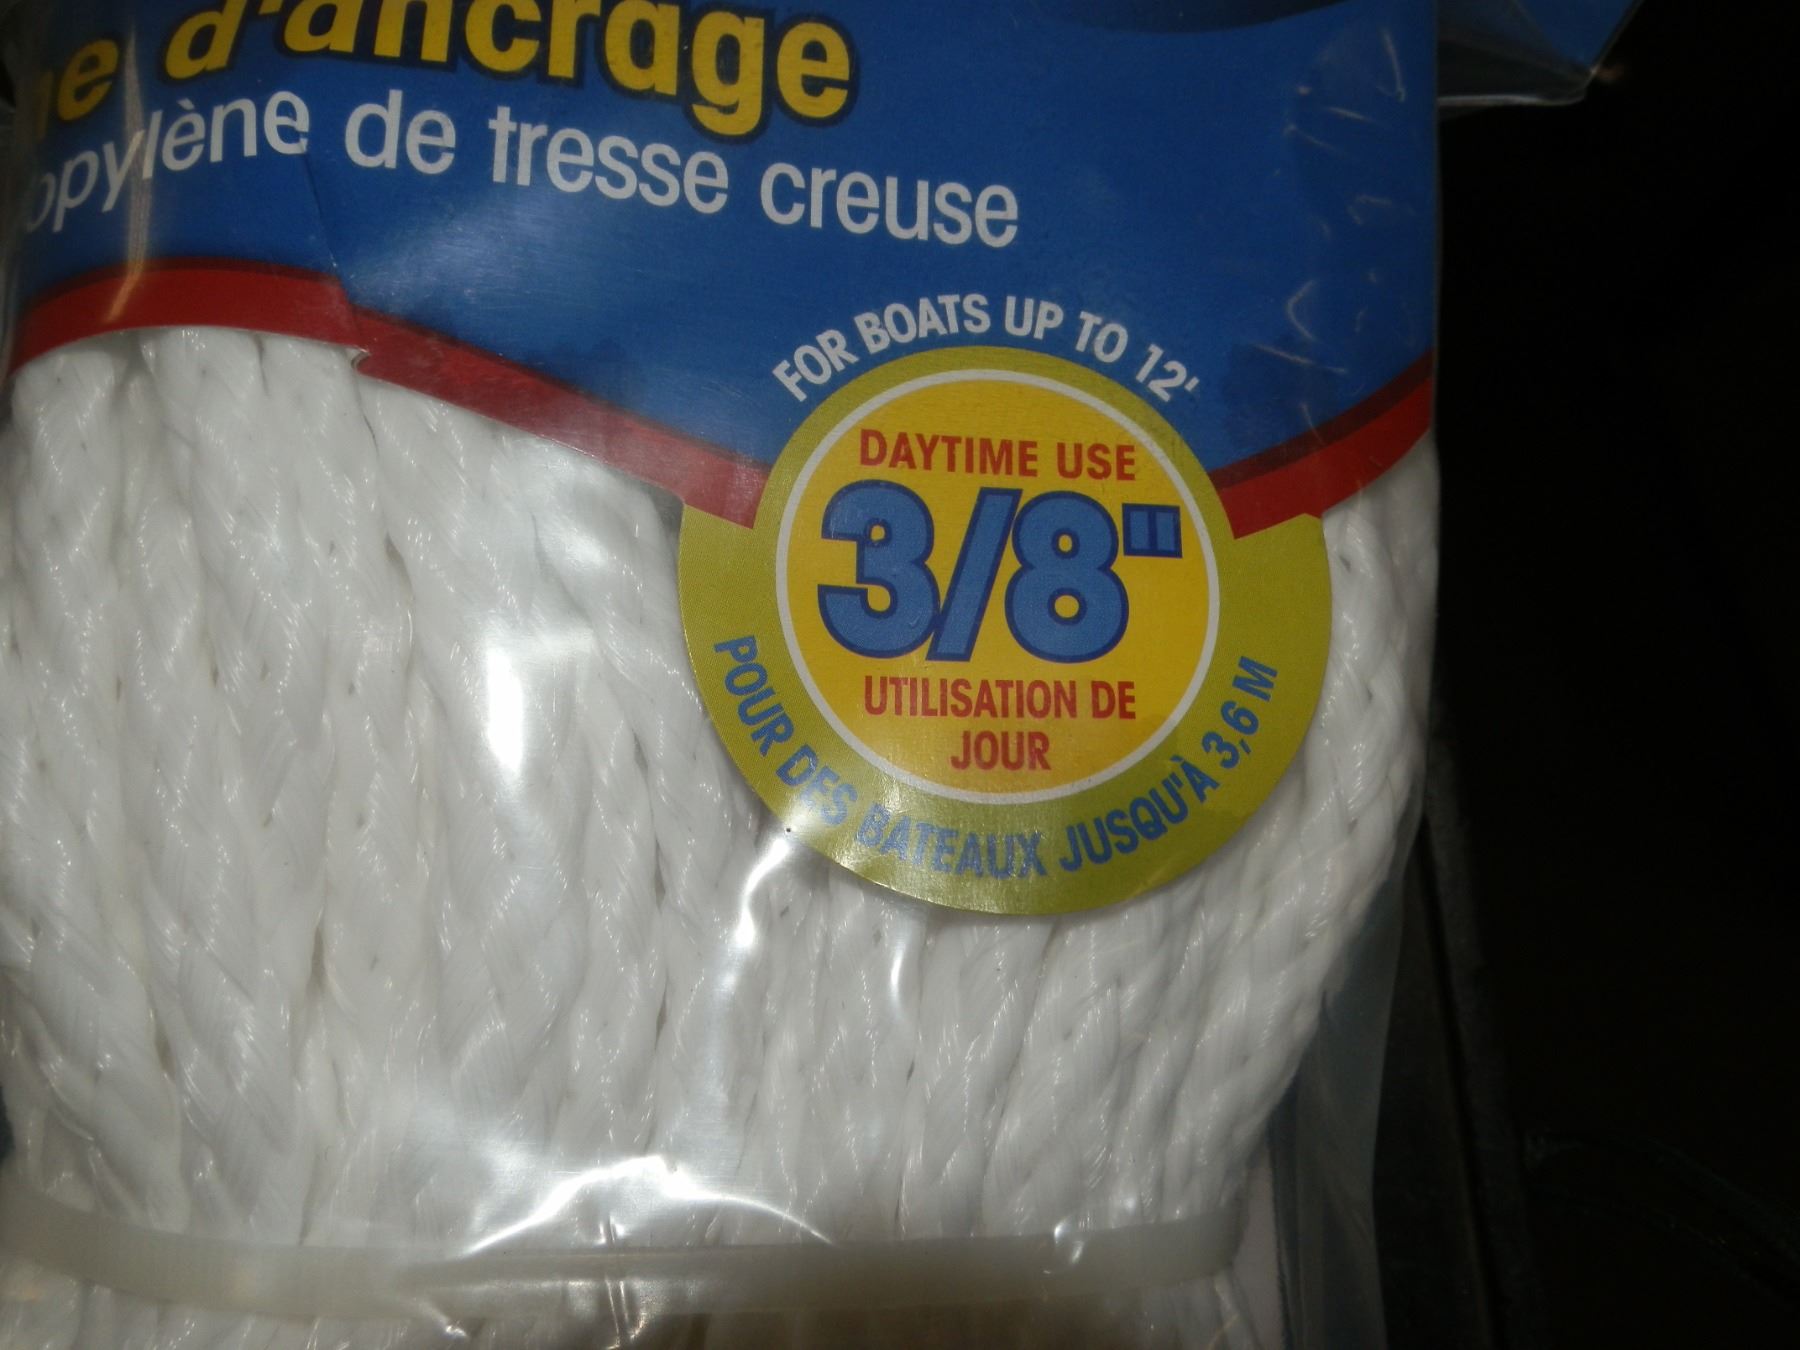 d'ancrage
de tresse creuse
FOR BOATS UP TO 12'
DAYTIME USE
3/8"
UTILISATION DE
JOUR
POUR DES BATEAUX JUSQU'À 3,6 M